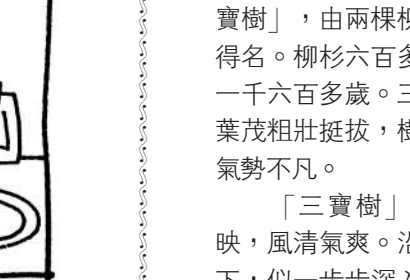 寶樹」，由兩棵柳
得名。柳杉六百多
一千六百多歲。三
葉茂粗壯挺拔，樹
氣勢不凡。
「三寶樹」
映，風清氣爽。沿
下，似一步步深